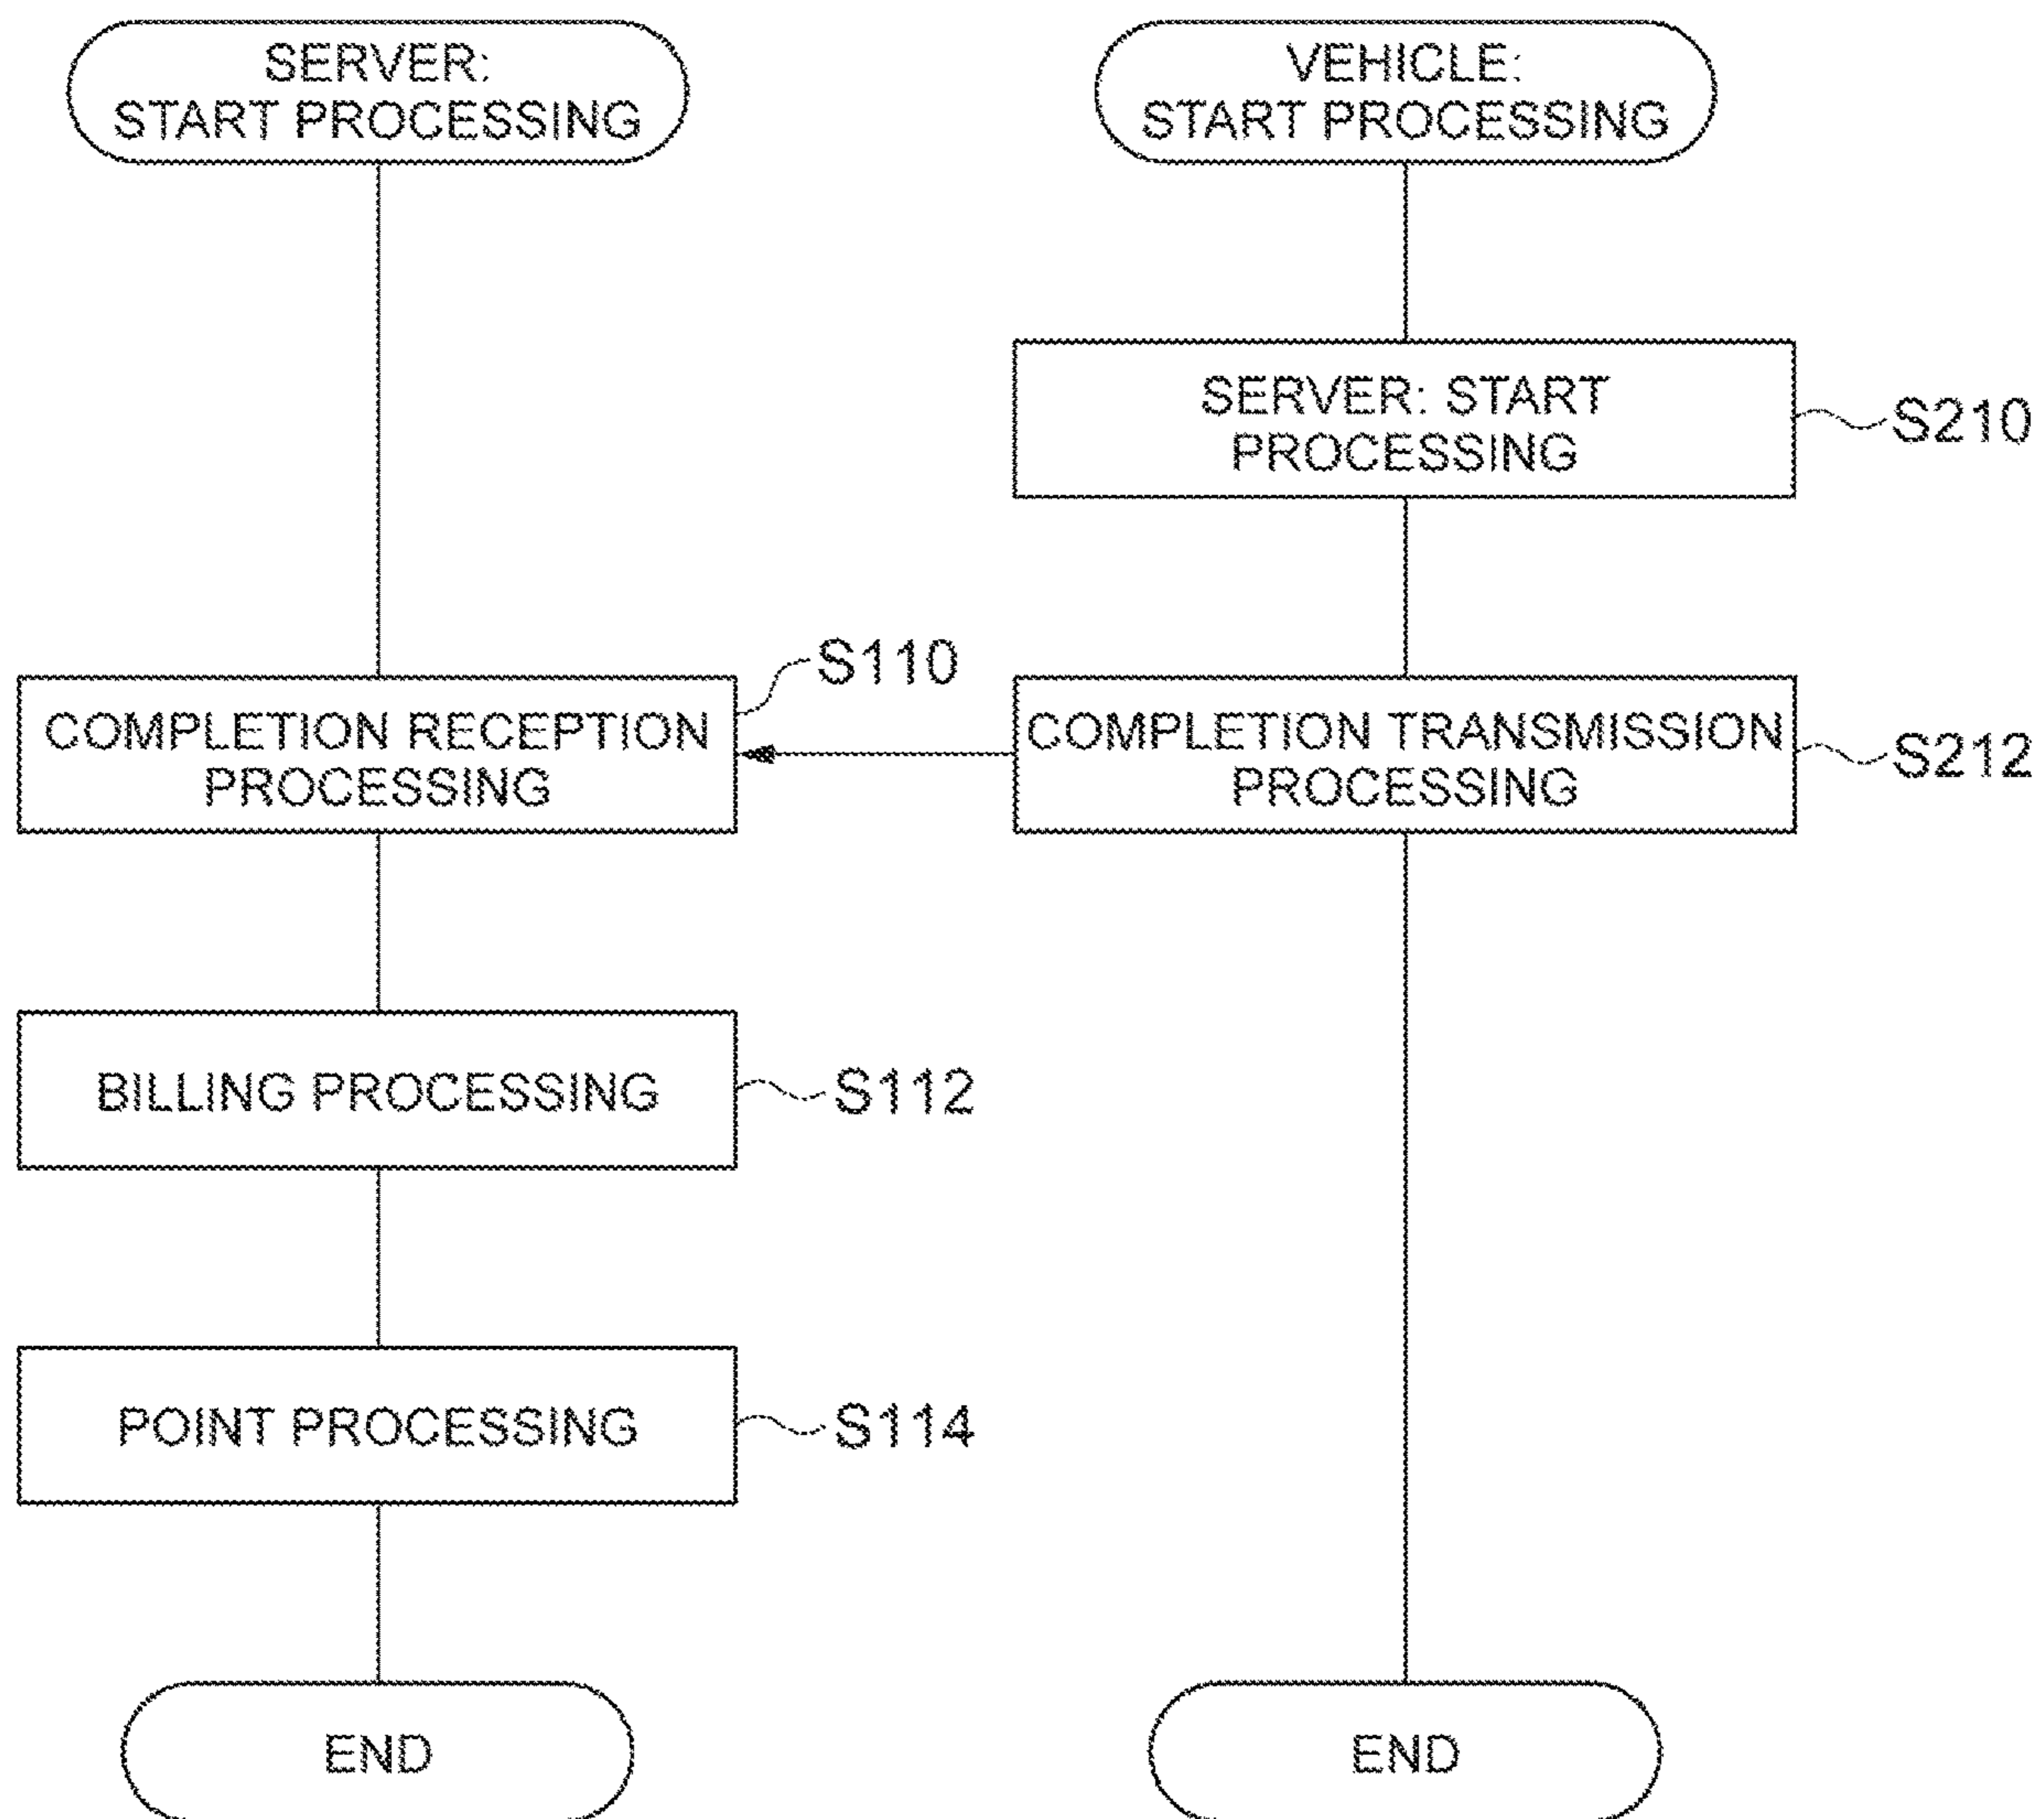 SERVER:
START PROCESSING
VEHICLE:
START PROCESSING
SERVER: START
PROCESSING
S210
S110
COMPLETION RECEPTION
PROCESSING
COMPLETION TRANSMISSION
PROCESSING
S212
BILLING PROCESSING
S112
POINT PROCESSING
S114
END
END